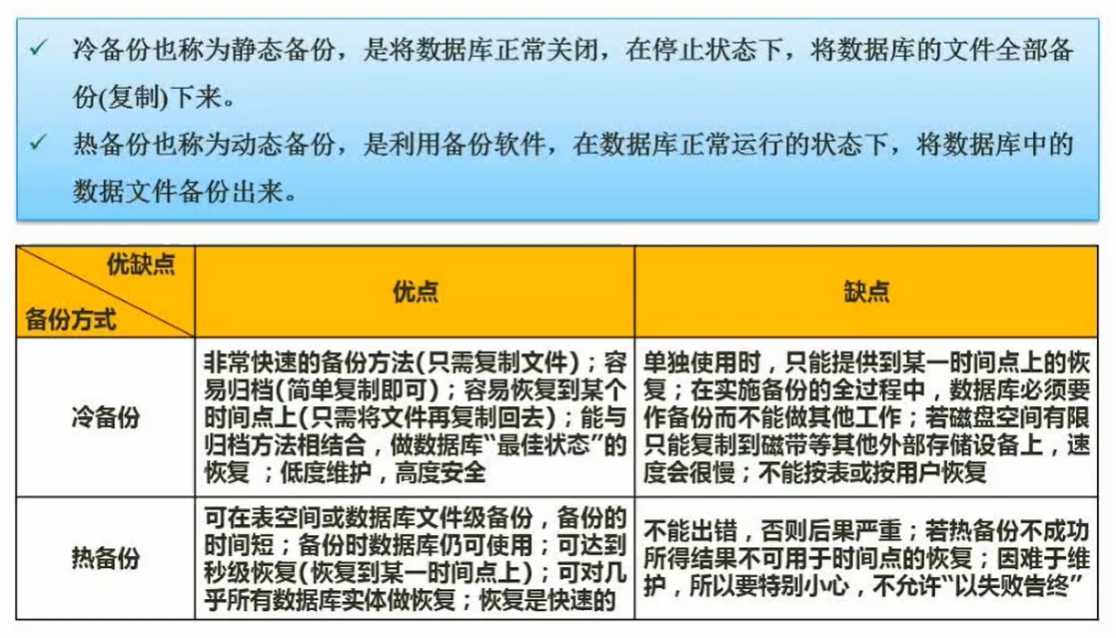 ✓ 冷备份也称为静态备份，是将数据库正常关闭，在停止状态下，将数据库的文件全部备
份(复制)下来。
✓ 热备份也称为动态备份，是利用备份软件，在数据库正常运行的状态下，将数据库中的
数据文件备份出来。
优缺点
备份方式
优点
缺点
冷备份
非常快速的备份方法(只需复制文件)；容
易归档(简单复制即可)；容易恢复到某个
时间点上(只需将文件再复制回去)；能与
归档方法相结合，做数据库“最佳状态”的
恢复 ；低度维护，高度安全
单独使用时，只能提供到某一时间点上的恢
复；在实施备份的全过程中，数据库必须要
作备份而不能做其他工作；若磁盘空间有限
只能复制到磁带等其他外部存储设备上，速
度会很慢；不能按表或按用户恢复
热备份
可在表空间或数据库文件级备份，备份的
时间短；备份时数据库仍可使用；可达到
秒级恢复(恢复到某一时间点上)；可对几
乎所有数据库实体做恢复；恢复是快速的
不能出错，否则后果严重；若热备份不成功
所得结果不可用于时间点的恢复；因难于维
护，所以要特别小心，不允许“以失败告终”